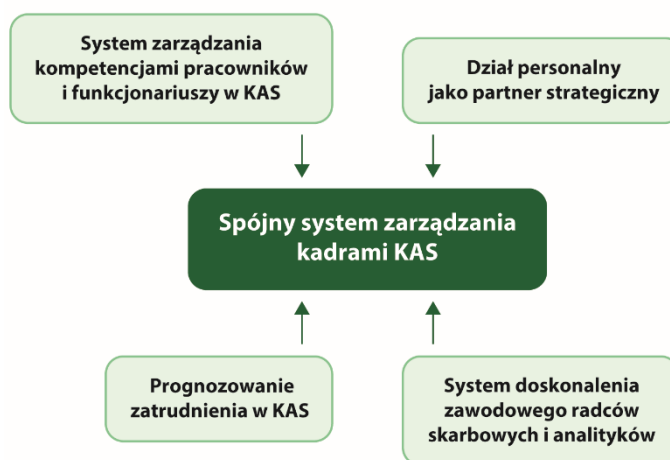 System zarządzania
kompetencjami pracowników
i funkcjonariuszy w KAS
Dział personalny
jako partner strategiczny
Spójny system zarządzania
kadrami KAS
Prognozowanie
zatrudnienia w KAS
System doskonalenia
zawodowego radców
skarbowych i analityków